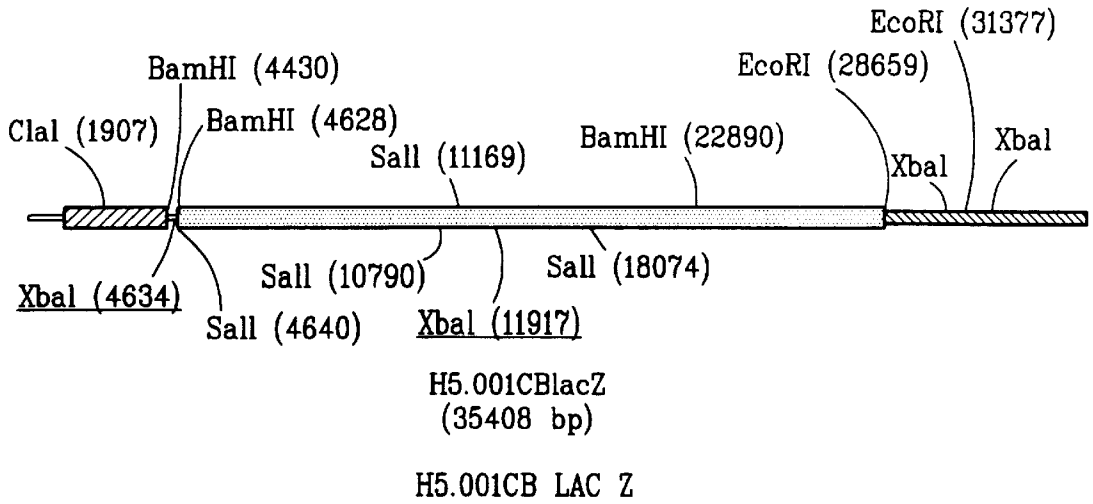 EcoRI (31377)
BamHI (4430)
EcoRI (28659)
ClaI (1907)
BamHI (4628)
SalI (11169)
BamHI (22890)
XbaI
XbaI
SalI (10790)
SalI (18074)
XbaI (4634)
SalI (4640)
XbaI (11917)
H5.001CBlacZ
(35408 bp)
H5.001CB LAC Z